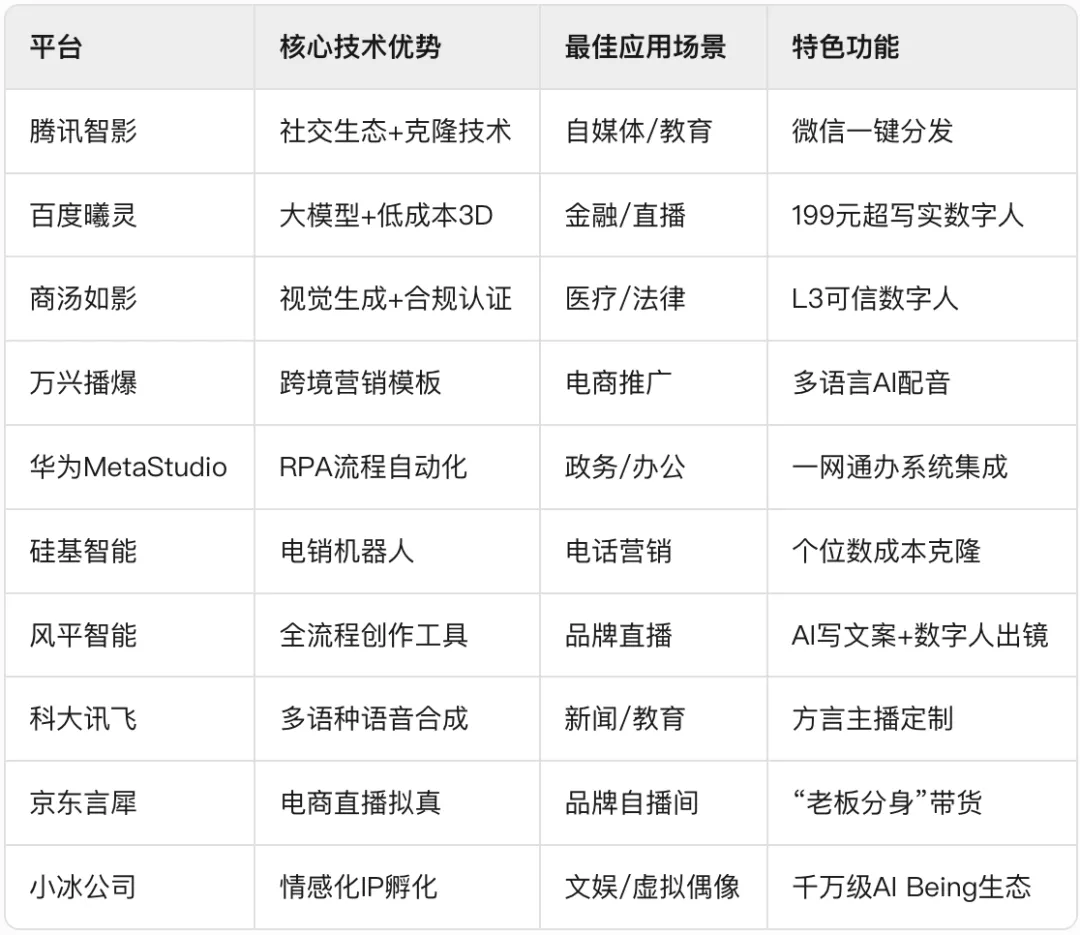 平台 核心技术优势 最佳应用场景 特色功能
腾讯智影 社交生态+克隆技术 自媒体/教育 微信一键分发
百度曦灵 大模型+低成本3D 金融/直播 199元超写实数字人
商汤如影 视觉生成+合规认证 医疗/法律 L3可信数字人
万兴播爆 跨境营销模板 电商推广 多语言AI配音
华为MetaStudio RPA流程自动化 政务/办公 一网通办系统集成
硅基智能 电销机器人 电话营销 个位数成本克隆
风平智能 全流程创作工具 品牌直播 AI写文案+数字人出镜
科大讯飞 多语种语音合成 新闻/教育 方言主播定制
京东言犀 电商直播拟真 品牌自播间 “老板分身”带货
小冰公司 情感化IP孵化 文娱/虚拟偶像 千万级AI Being生态